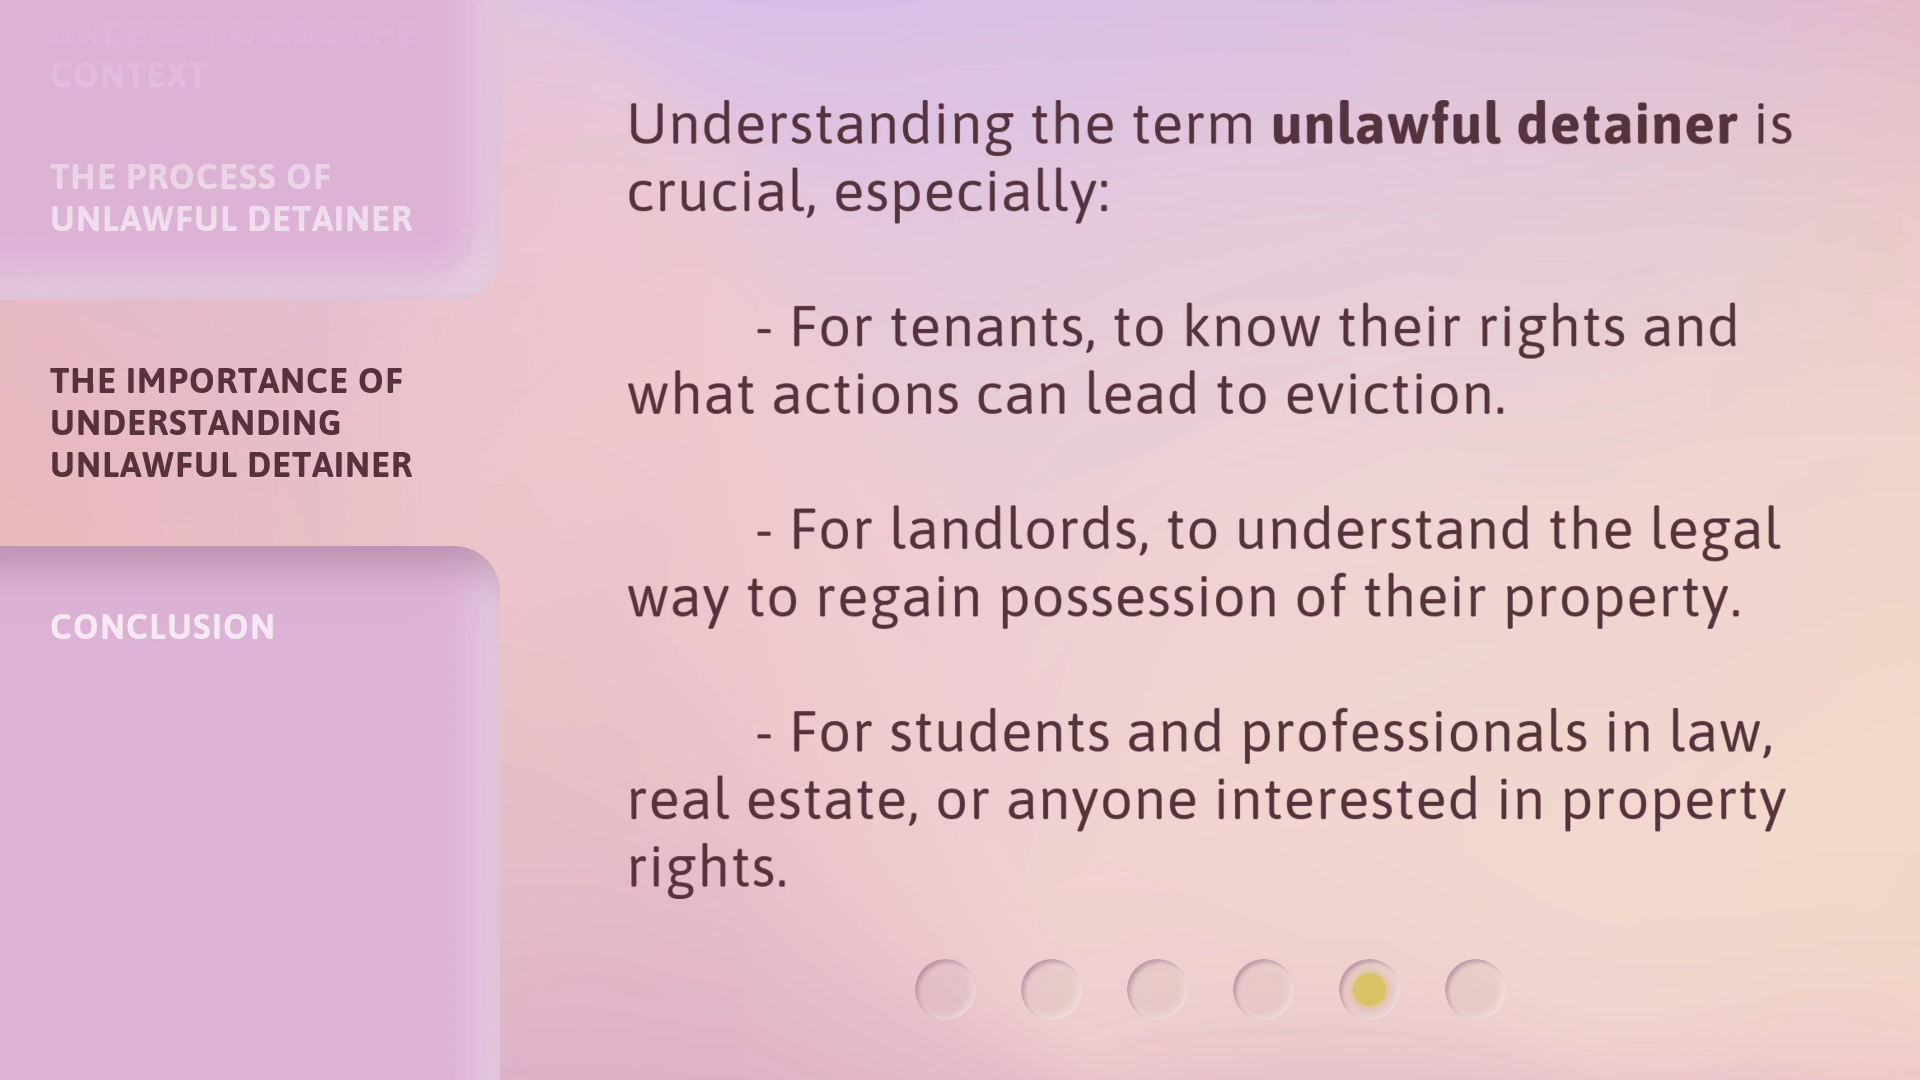 UNDERSTANDING THE
CONTEXT
THE PROCESS OF
UNLAWFUL DETAINER
THE IMPORTANCE OF
UNDERSTANDING
UNLAWFUL DETAINER
CONCLUSION
Understanding the term unlawful detainer is
crucial, especially:
- For tenants, to know their rights and
what actions can lead to eviction.
- For landlords, to understand the legal
way to regain possession of their property.
- For students and professionals in law,
real estate, or anyone interested in property
rights.